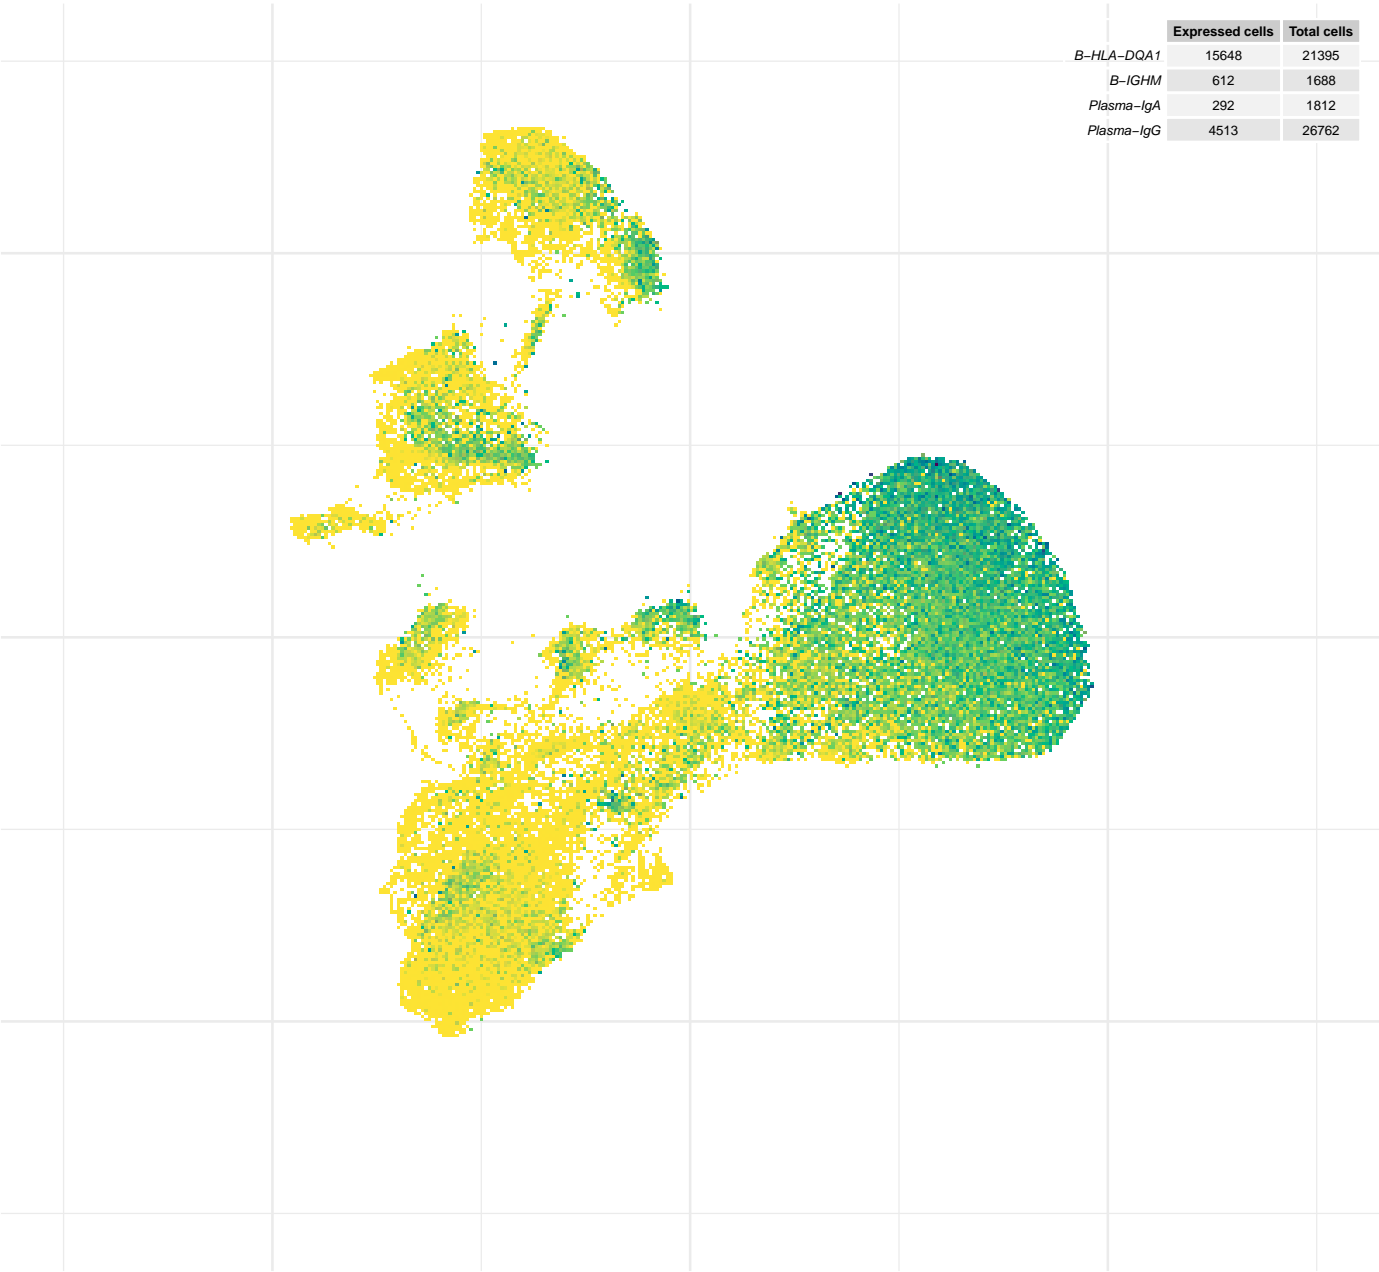 Expressed cells Total cells
B−HLA−DQA1 15648 21395
B−IGHM 612 1688
Plasma−IgA 292 1812
Plasma−IgG 4513 26762